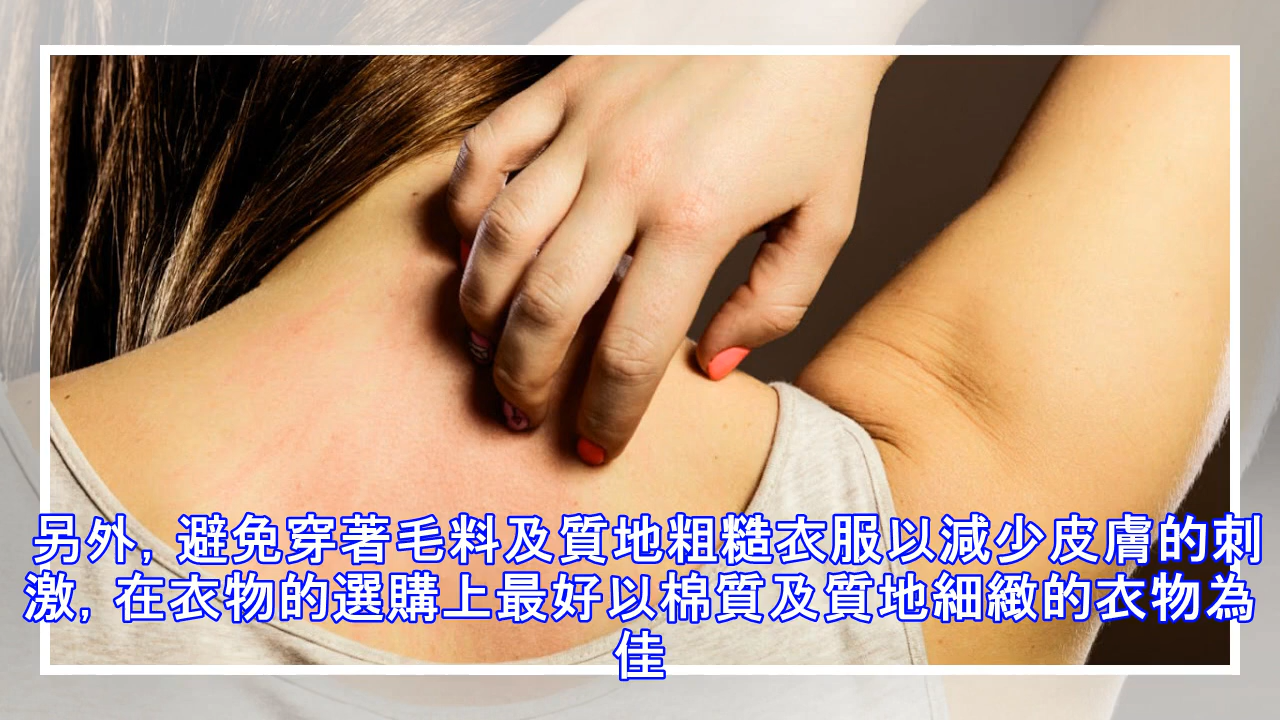 另外, 避免穿著毛料及質地粗糙衣服以減少皮膚的刺
激, 在衣物的選購上最好以棉質及質地細緻的衣物為
佳